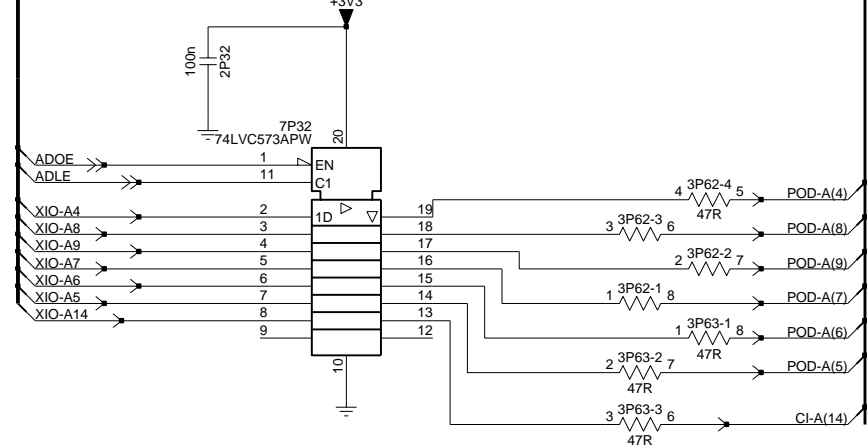 +3V3
100n
2P32
7P32
74LVC573APW
20
ADOE 1 EN
ADLE 11 C1
3P62-4
4 5 POD-A(4)
47R
XIO-A4 2 1D 19
XIO-A8 3 18
3P62-3
3 6 POD-A(8)
47R
XIO-A9 4 17
3P62-2
2 7 POD-A(9)
47R
XIO-A7 5 16
XIO-A6 6 15
3P62-1
1 8 POD-A(7)
47R
XIO-A5 7 14
XIO-A14 8 13
9 12
3P63-1
1 8 POD-A(6)
47R
10
3P63-2
2 7 POD-A(5)
47R
3P63-3
3 6 CI-A(14)
47R